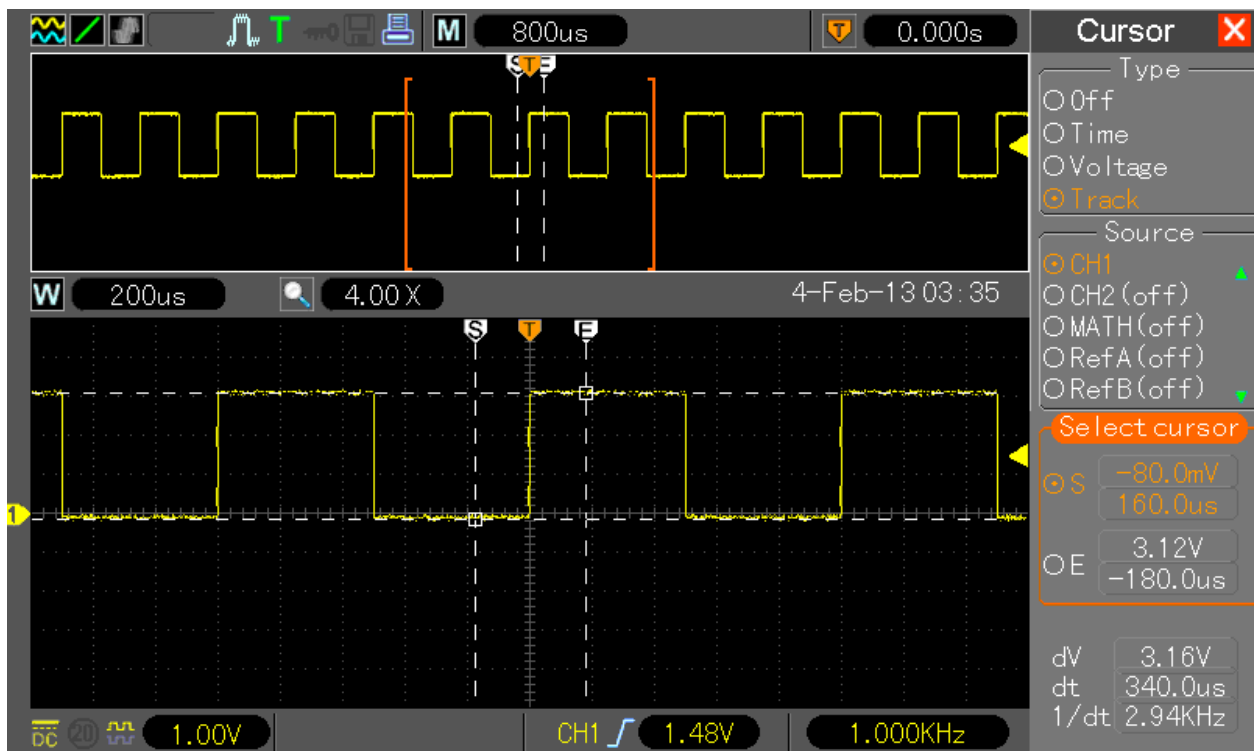 T M 800us T 0.000s
S T E
W 200us 4.00X 4-Feb-13 03:35
S T E
1
DC 20 1.00V CH1 1.48V 1.000KHz
Cursor X
Type
Off
Time
Voltage
Track
Source
CH1
CH2(off)
MATH(off)
RefA(off)
RefB(off)
Select cursor
S -80.0mV
160.0us
E 3.12V
-180.0us
dV 3.16V
dt 340.0us
1/dt 2.94KHz